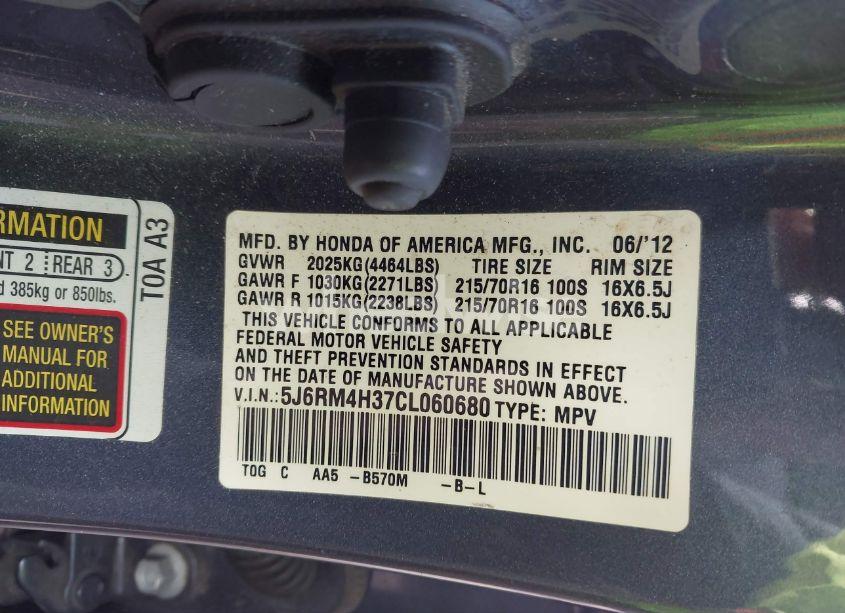 RMATION
NT 2 REAR 3
385kg or 850lbs.
SEE OWNER'S
MANUAL FOR
ADDITIONAL
INFORMATION
T0A A3
MFD. BY HONDA OF AMERICA MFG., INC. 06/'12
GVWR 2025KG(4464LBS) TIRE SIZE RIM SIZE
GAWR F 1030KG(2271LBS) 215/70R16 100S 16X6.5J
GAWR R 1015KG(2238LBS) 215/70R16 100S 16X6.5J
THIS VEHICLE CONFORMS TO ALL APPLICABLE
FEDERAL MOTOR VEHICLE SAFETY
AND THEFT PREVENTION STANDARDS IN EFFECT
ON THE DATE OF MANUFACTURE SHOWN ABOVE.
V.I.N.: 5J6RM4H37CL060680 TYPE: MPV
T0G C AA5 -B570M -B-L